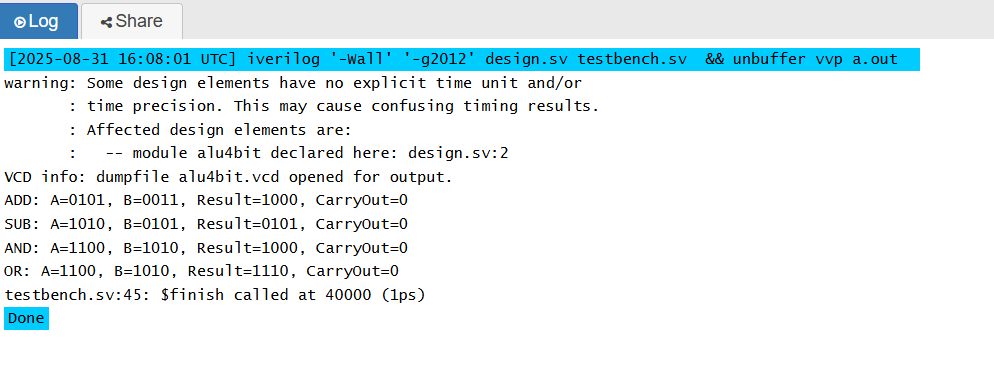 Log Share
[2025-08-31 16:08:01 UTC] iverilog '-Wall' '-g2012' design.sv testbench.sv  && unbuffer vvp a.out
warning: Some design elements have no explicit time unit and/or
       : time precision. This may cause confusing timing results.
       : Affected design elements are:
       :   -- module alu4bit declared here: design.sv:2
VCD info: dumpfile alu4bit.vcd opened for output.
ADD: A=0101, B=0011, Result=1000, CarryOut=0
SUB: A=1010, B=0101, Result=0101, CarryOut=0
AND: A=1100, B=1010, Result=1000, CarryOut=0
OR: A=1100, B=1010, Result=1110, CarryOut=0
testbench.sv:45: $finish called at 40000 (1ps)
Done